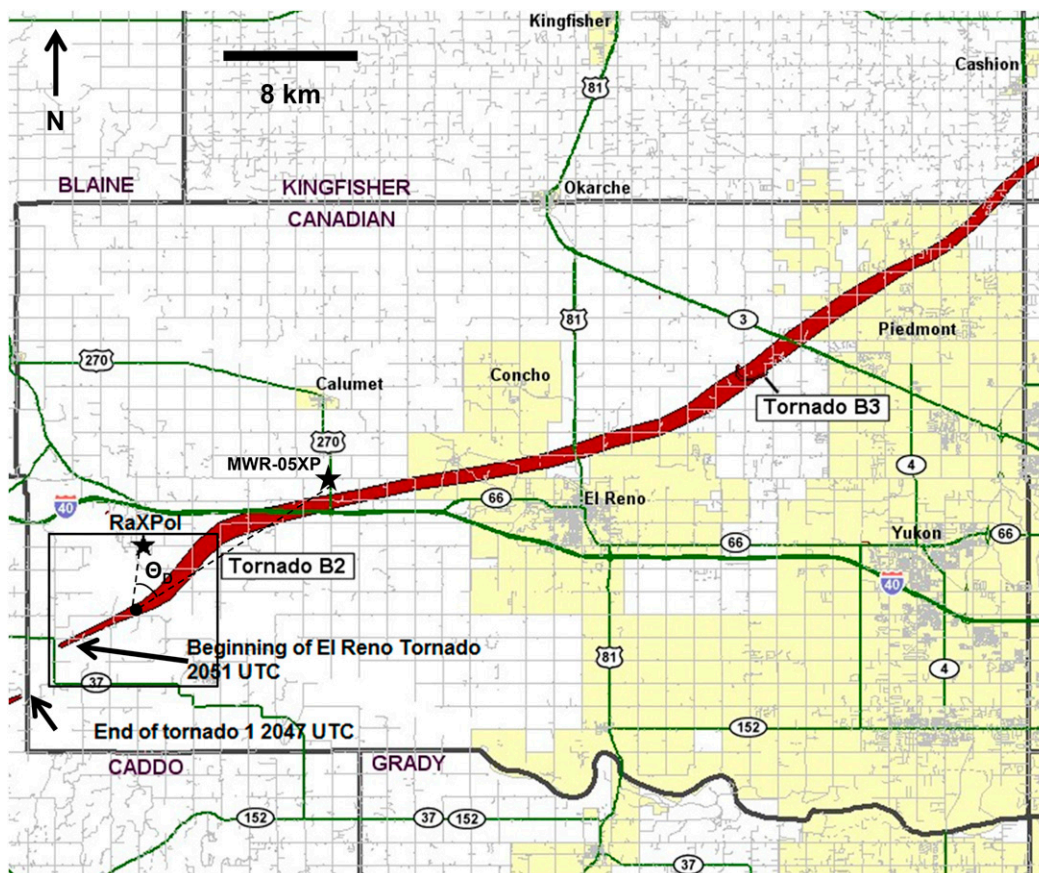 Kingfisher
N
8 km
81
Cashion
BLAINE
KINGFISHER
Okarche
CANADIAN
81
3
Piedmont
270
Calumet
Concho
Tornado B3
270
MWR-05XP
4
66
El Reno
40
RaXPol
Yukon
66
66
Θ_D
Tornado B2
40
Beginning of El Reno Tornado
2051 UTC
81
4
37
152
End of tornado 1 2047 UTC
CADDO
GRADY
152
37
152
37